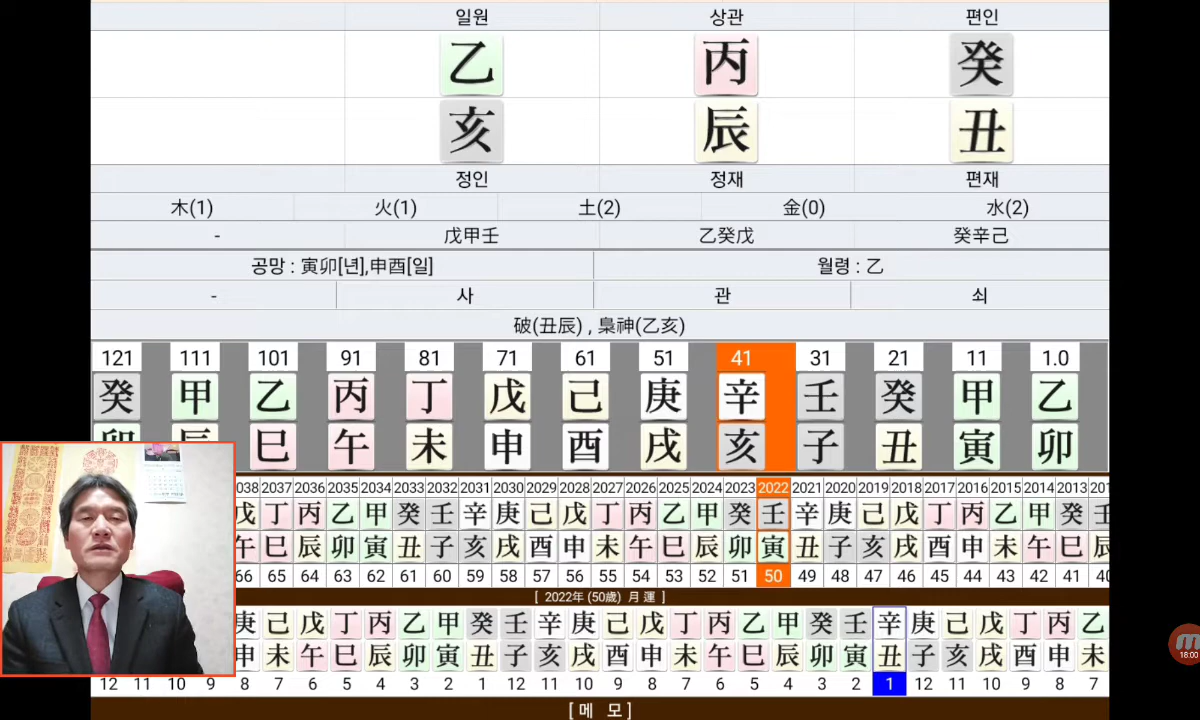 일원 상관 편인
乙 丙 癸
亥 辰 丑
정인 정재 편재
木(1) 火(1) 土(2) 金(0) 水(2)
- 戊甲壬 乙癸戊 癸辛己
공망 : 寅卯[년],申酉[일] 월령 : 乙
- 사 관 쇠
破(丑辰) , 梟神(乙亥)
121 111 101 91 81 71 61 51 41 31 21 11 1.0
癸 甲 乙 丙 丁 戊 己 庚 辛 壬 癸 甲 乙
卯 辰 巳 午 未 申 酉 戌 亥 子 丑 寅 卯
038 2037 2036 2035 2034 2033 2032 2031 2030 2029 2028 2027 2026 2025 2024 2023 2022 2021 2020 2019 2018 2017 2016 2015 2014 2013 201
戊 丁 丙 乙 甲 癸 壬 辛 庚 己 戊 丁 丙 乙 甲 癸 壬 辛 庚 己 戊 丁 丙 乙 甲 癸 壬
午 巳 辰 卯 寅 丑 子 亥 戌 酉 申 未 午 巳 辰 卯 寅 丑 子 亥 戌 酉 申 未 午 巳 辰
66 65 64 63 62 61 60 59 58 57 56 55 54 53 52 51 50 49 48 47 46 45 44 43 42 41 40
[ 2022年 (50歲) 月 運 ]
庚 己 戊 丁 丙 乙 甲 癸 壬 辛 庚 己 戊 丁 丙 乙 甲 癸 壬 辛 庚 己 戊 丁 丙 乙
申 未 午 巳 辰 卯 寅 丑 子 亥 戌 酉 申 未 午 巳 辰 卯 寅 丑 子 亥 戌 酉 申 未
12 11 10 9 8 7 6 5 4 3 2 1 12 11 10 9 8 7 6 5 4 3 2 1 12 11 10 9 8 7
[ 메 모 ]
18:00